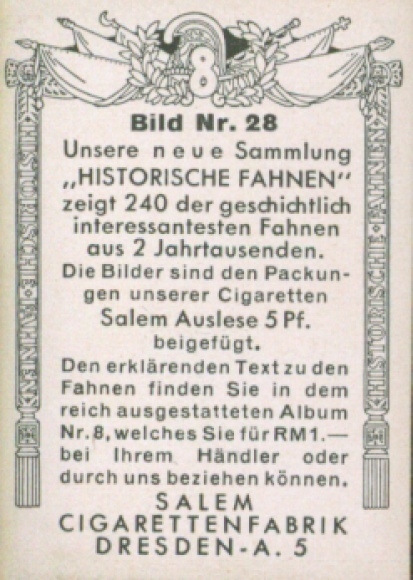 8
Bild Nr. 28
Unsere neue Sammlung
„HISTORISCHE FAHNEN“
zeigt 240 der geschichtlich
interessantesten Fahnen
aus 2 Jahrtausenden.
Die Bilder sind den Packun-
gen unserer Cigaretten
Salem Auslese 5 Pf.
beigefügt.
Den erklärenden Text zu den
Fahnen finden Sie in dem
reich ausgestatteten Album
Nr. 8, welches Sie für RM1.—
bei Ihrem Händler oder
durch uns beziehen können.
SALEM
CIGARETTENFABRIK
DRESDEN-A. 5
HISTORISCHE FAHNEN
HISTORISCHE FAHNEN